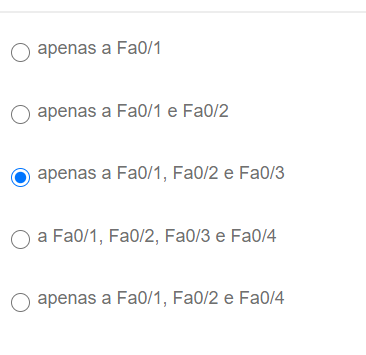 apenas a Fa0/1
apenas a Fa0/1 e Fa0/2
apenas a Fa0/1, Fa0/2 e Fa0/3
a Fa0/1, Fa0/2, Fa0/3 e Fa0/4
apenas a Fa0/1, Fa0/2 e Fa0/4